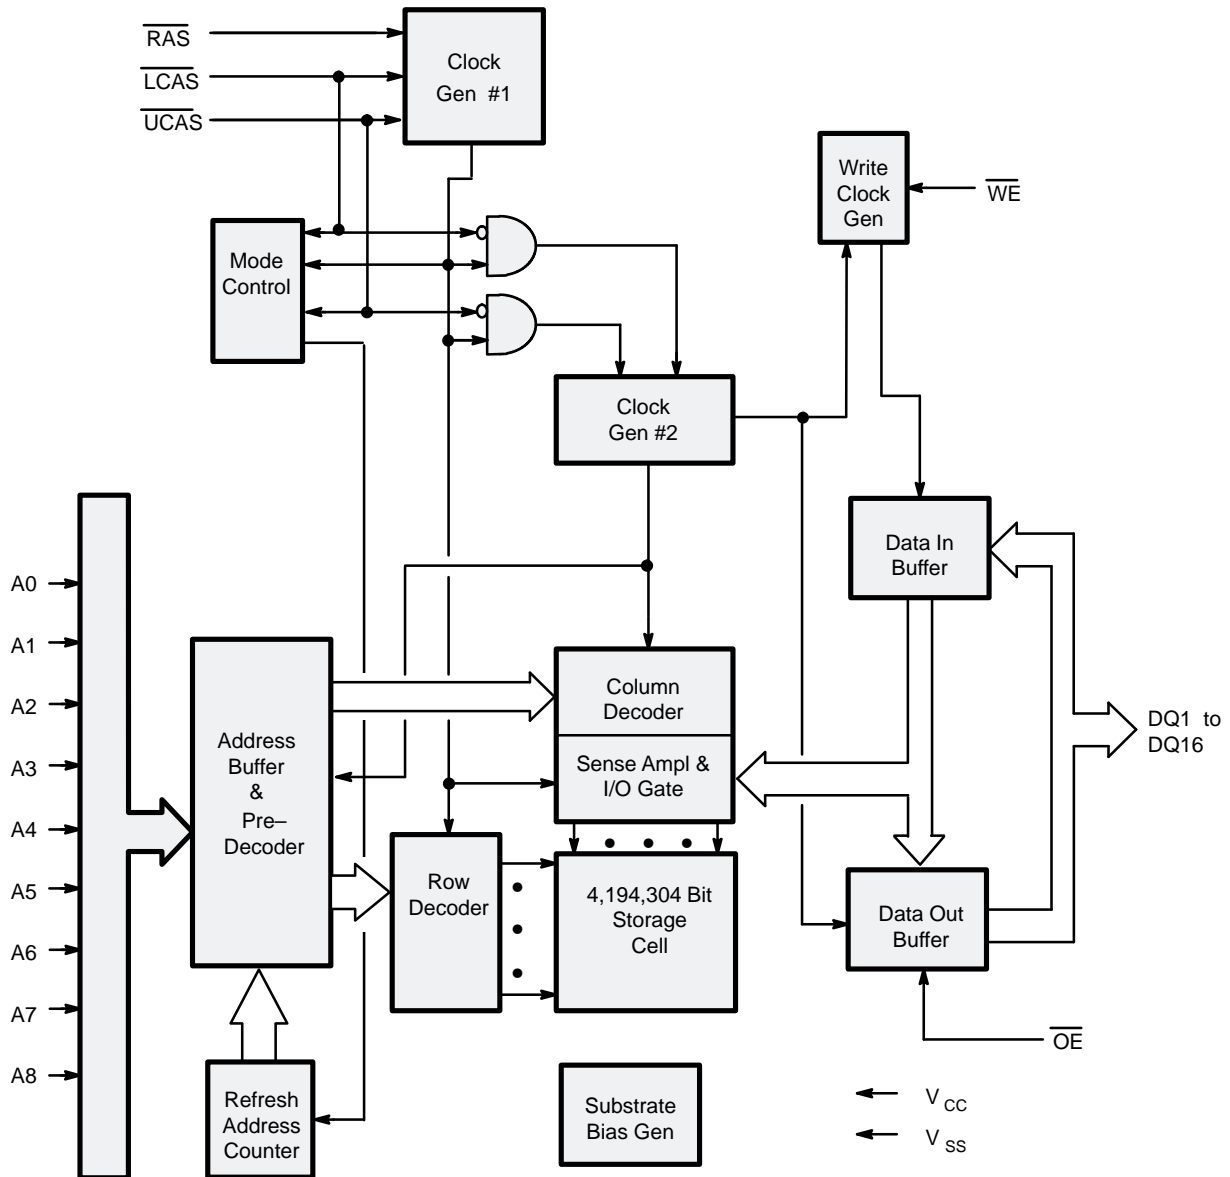 RAS
LCAS
UCAS
Clock
Gen #1
Write
Clock
Gen
WE
Mode
Control
Clock
Gen #2
Data In
Buffer
A0
A1
A2
A3
A4
A5
A6
A7
A8
Address
Buffer
&
Pre–
Decoder
Column
Decoder
Sense Ampl &
I/O Gate
DQ1 to
DQ16
Row
Decoder
4,194,304 Bit
Storage
Cell
Data Out
Buffer
OE
Refresh
Address
Counter
Substrate
Bias Gen
V CC
V SS